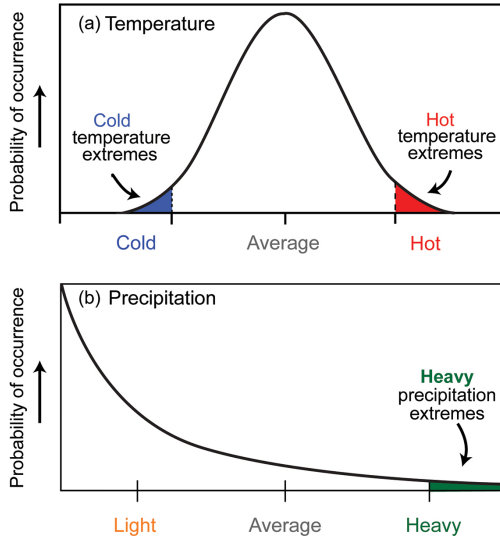 (a) Temperature
Probability of occurrence
Cold
temperature
extremes
Hot
temperature
extremes
Cold
Average
Hot
(b) Precipitation
Probability of occurrence
Heavy
precipitation
extremes
Light
Average
Heavy